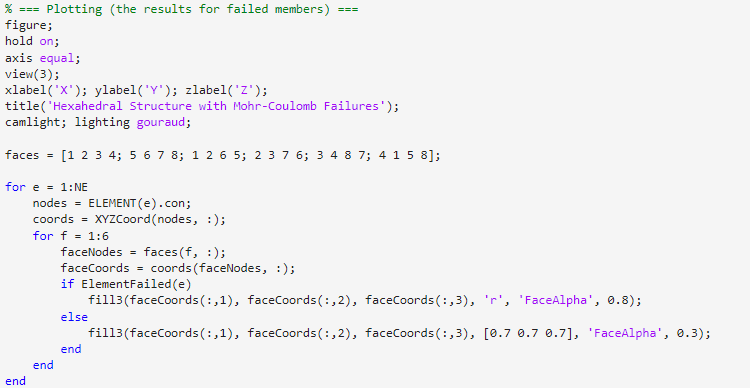 % === Plotting (the results for failed members) ===
figure;
hold on;
axis equal;
view(3);
xlabel('X'); ylabel('Y'); zlabel('Z');
title('Hexahedral Structure with Mohr-Coulomb Failures');
camlight; lighting gouraud;
faces = [1 2 3 4; 5 6 7 8; 1 2 6 5; 2 3 7 6; 3 4 8 7; 4 1 5 8];
for e = 1:NE
    nodes = ELEMENT(e).con;
    coords = XYZCoord(nodes, :);
    for f = 1:6
        faceNodes = faces(f, :);
        faceCoords = coords(faceNodes, :);
        if ElementFailed(e)
            fill3(faceCoords(:,1), faceCoords(:,2), faceCoords(:,3), 'r', 'FaceAlpha', 0.8);
        else
            fill3(faceCoords(:,1), faceCoords(:,2), faceCoords(:,3), [0.7 0.7 0.7], 'FaceAlpha', 0.3);
        end
    end
end